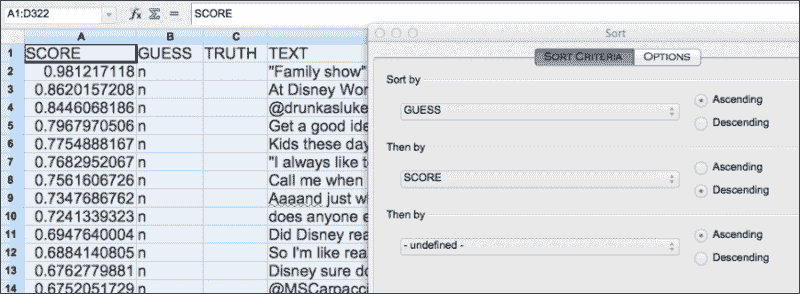 A1:D322 SCORE
A B C
1 SCORE GUESS TRUTH TEXT
2 0.981217118 n "Family show"
3 0.8620157208 n At Disney Wor
4 0.8446068186 n @drunkasluke
5 0.7967970506 n Get a good ide
6 0.7754888167 n Kids these day
7 0.7682952067 n "I always like t
8 0.7561606726 n Call me when
9 0.7347686762 n Aaaand just w
10 0.7241339323 n does anyone e
11 0.6947640004 n Did Disney rea
12 0.6884140805 n So I'm like rea
13 0.6762779881 n Disney sure do
14 0.6752051729 n @MSCarpacci
Sort
SORT CRITERIA OPTIONS
Sort by
GUESS
Ascending
Descending
Then by
SCORE
Ascending
Descending
Then by
- undefined -
Ascending
Descending